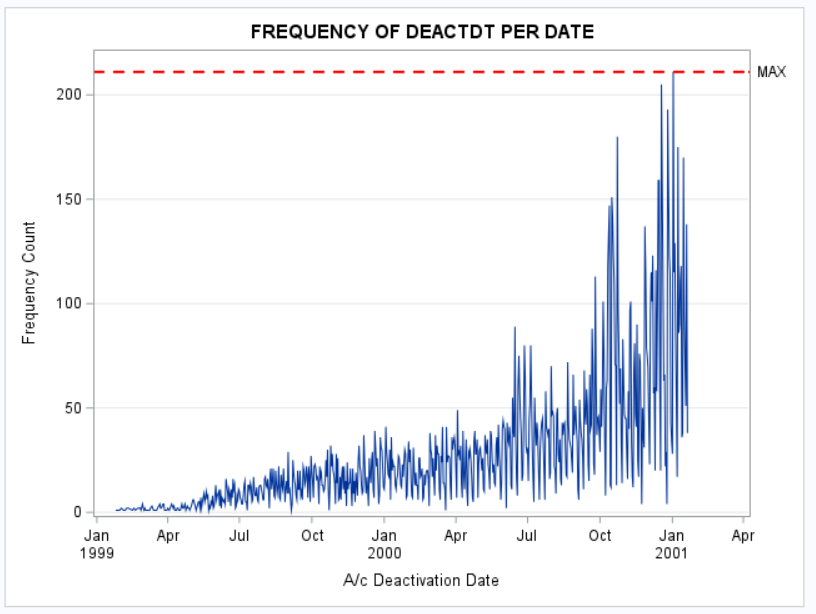 FREQUENCY OF DEACTDT PER DATE
MAX
200
150
100
50
0
Frequency Count
Jan Apr Jul Oct Jan Apr Jul Oct Jan Apr
1999 2000 2001
A/c Deactivation Date